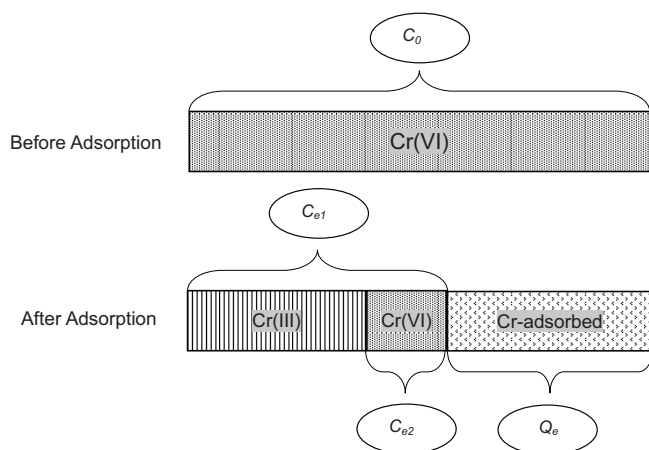 C0
Before Adsorption
Cr(VI)
Ce1
After Adsorption
Cr(III)
Cr(VI)
Cr-adsorbed
Ce2
Qe